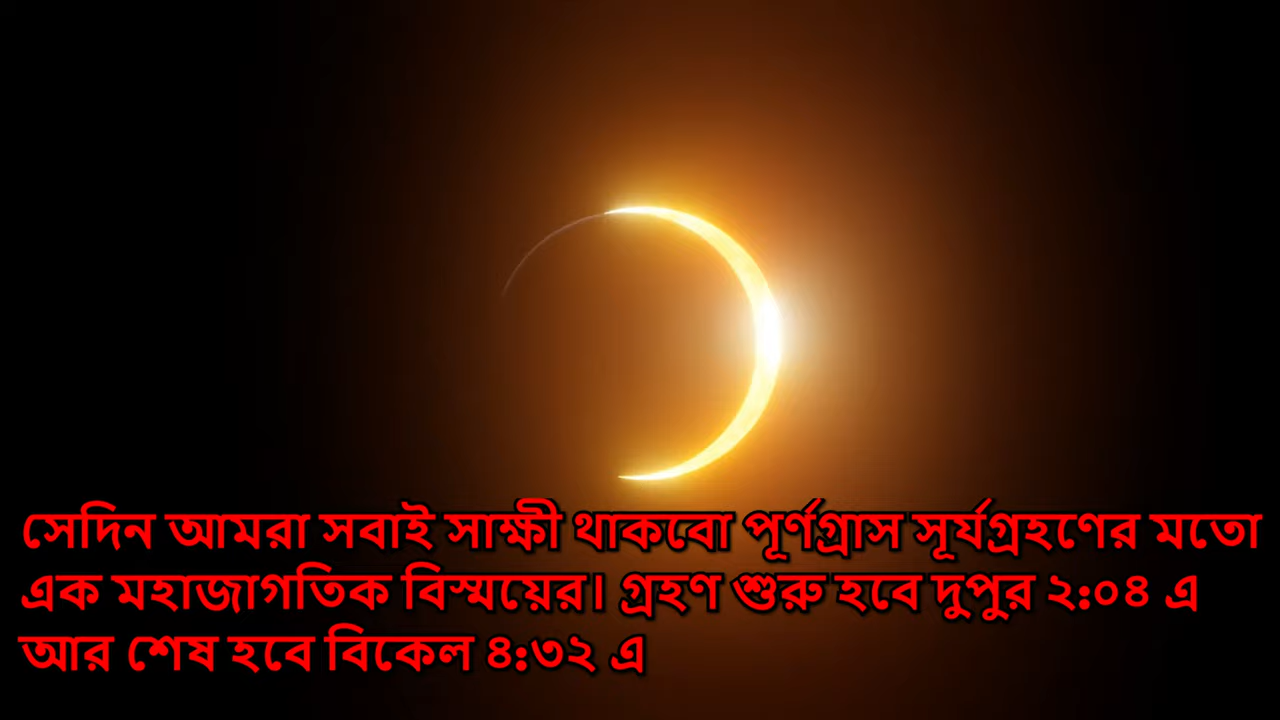 সেদিন আমরা সবাই সাক্ষী থাকবো পূর্ণগ্রাস সূর্যগ্রহণের মতো
এক মহাজাগতিক বিস্ময়ের। গ্রহণ শুরু হবে দুপুর ২:০৪ এ
আর শেষ হবে বিকেল ৪:৩২ এ